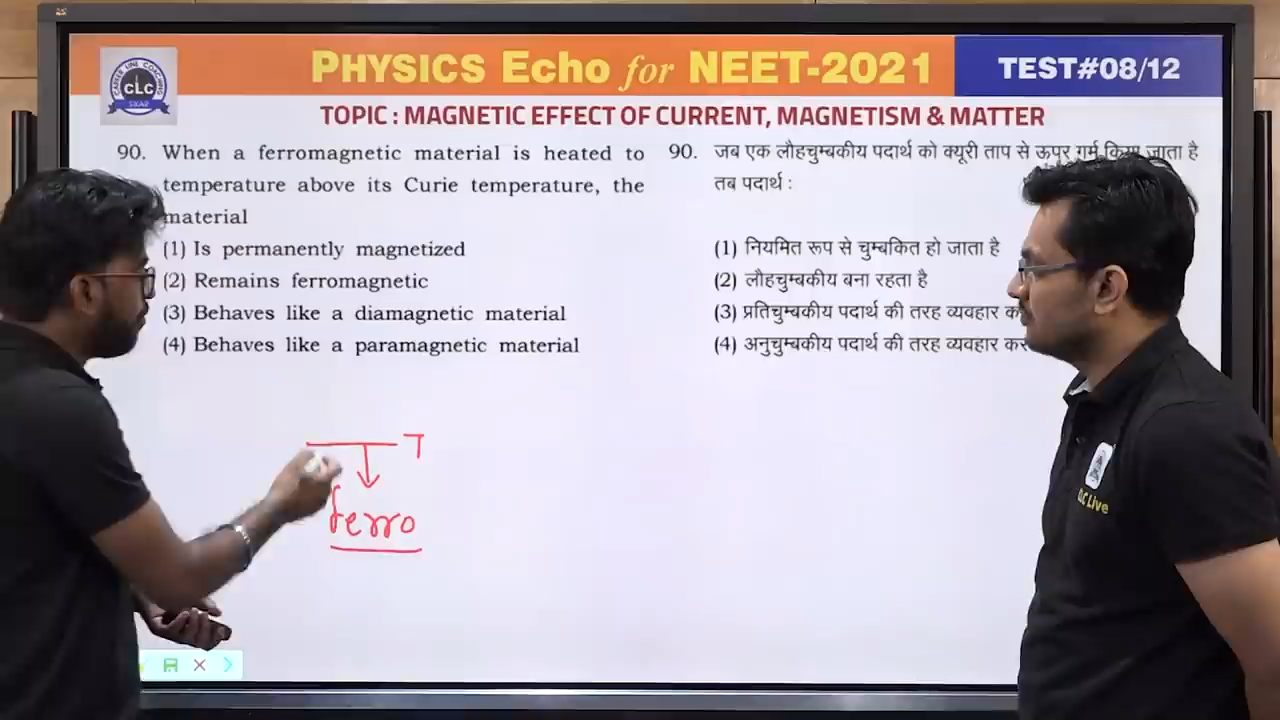 CAREER LINE COACHING
CLC
SIKAR
PHYSICS Echo for NEET-2021
TEST#08/12
TOPIC : MAGNETIC EFFECT OF CURRENT, MAGNETISM & MATTER
90. When a ferromagnetic material is heated to
temperature above its Curie temperature, the
material
(1) Is permanently magnetized
(2) Remains ferromagnetic
(3) Behaves like a diamagnetic material
(4) Behaves like a paramagnetic material
90. जब एक लौहचुम्बकीय पदार्थ को क्यूरी ताप से ऊपर गर्म किया जाता है
तब पदार्थ :
(1) नियमित रूप से चुम्बकित हो जाता है
(2) लौहचुम्बकीय बना रहता है
(3) प्रतिचुम्बकीय पदार्थ की तरह व्यवहार
(4) अनुचुम्बकीय पदार्थ की तरह व्यवहार
T
ferro
CLC Live